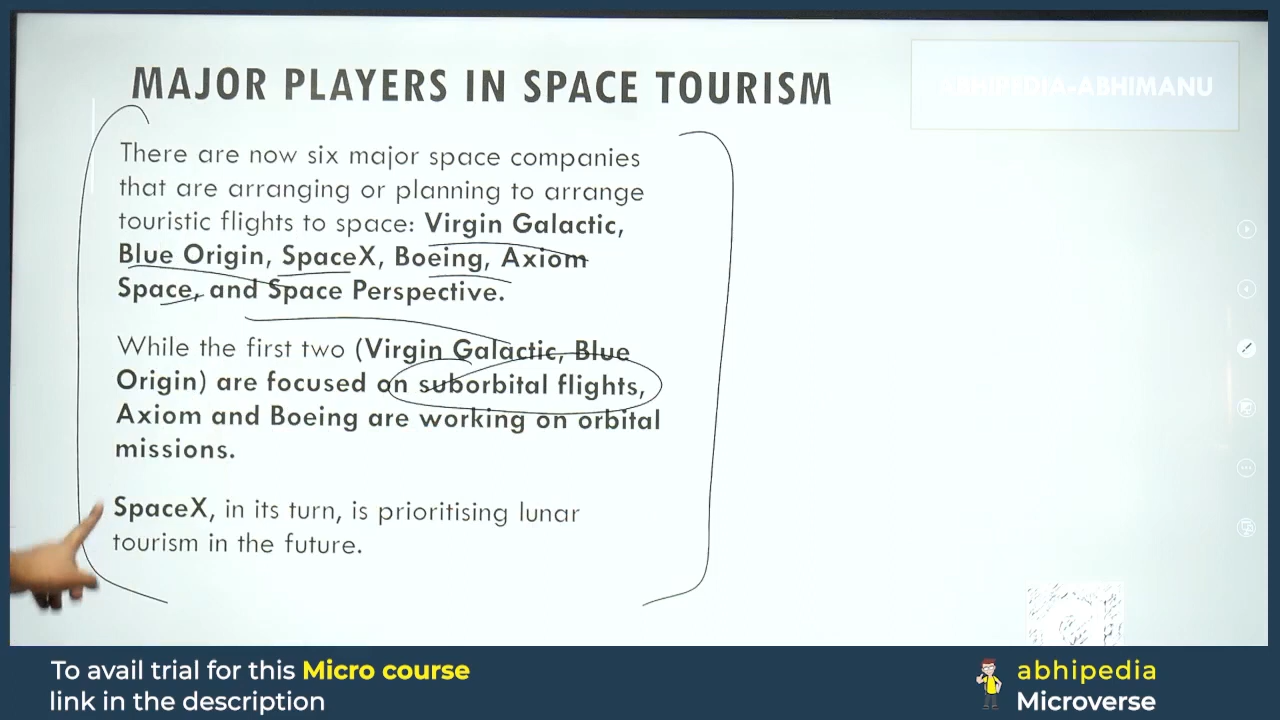 MAJOR PLAYERS IN SPACE TOURISM
ABHIPEDIA-ABHIMANU
There are now six major space companies
that are arranging or planning to arrange
touristic flights to space: Virgin Galactic,
Blue Origin, SpaceX, Boeing, Axiom
Space, and Space Perspective.
While the first two (Virgin Galactic, Blue
Origin) are focused on suborbital flights,
Axiom and Boeing are working on orbital
missions.
SpaceX, in its turn, is prioritising lunar
tourism in the future.
To avail trial for this Micro course
link in the description
abhipedia
Microverse